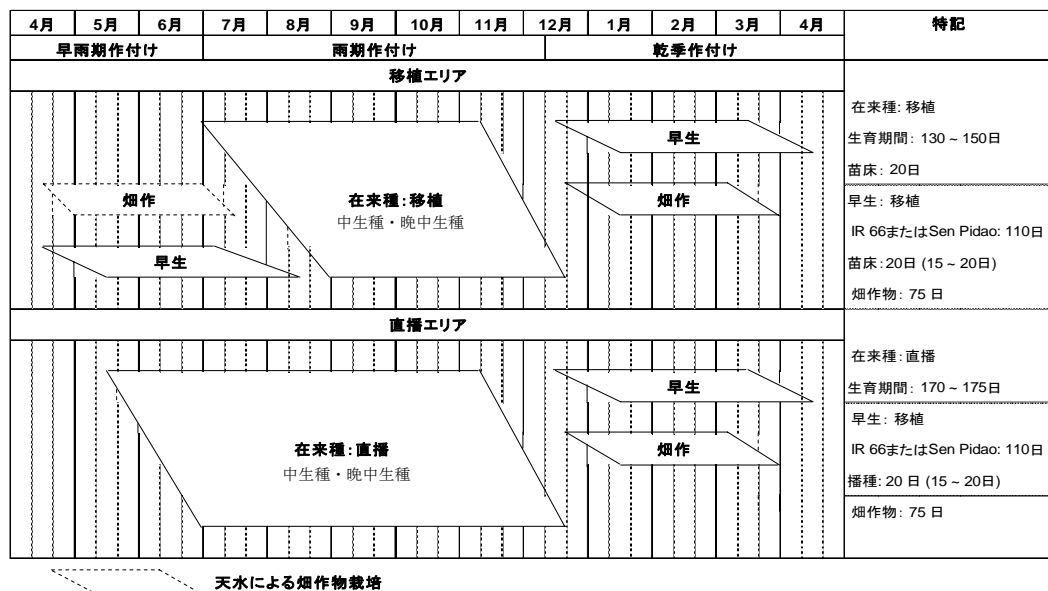 4月 5月 6月 7月 8月 9月 10月 11月 12月 1月 2月 3月 4月 特記
早雨期作付け 雨期作付け 乾季作付け
移植エリア
早生
在来種:移植
中生種・晩中生種
畑作
畑作
早生
在来種: 移植
生育期間: 130 ~ 150日
苗床: 20日
早生: 移植
IR 66またはSen Pidao: 110日
苗床:20日 (15 ~ 20日)
畑作物: 75 日
直播エリア
早生
在来種:直播
中生種・晩中生種
畑作
在来種: 直播
生育期間: 170 ~ 175日
早生: 移植
IR 66またはSen Pidao: 110日
播種: 20 日 (15 ~ 20日)
畑作物: 75 日
天水による畑作物栽培